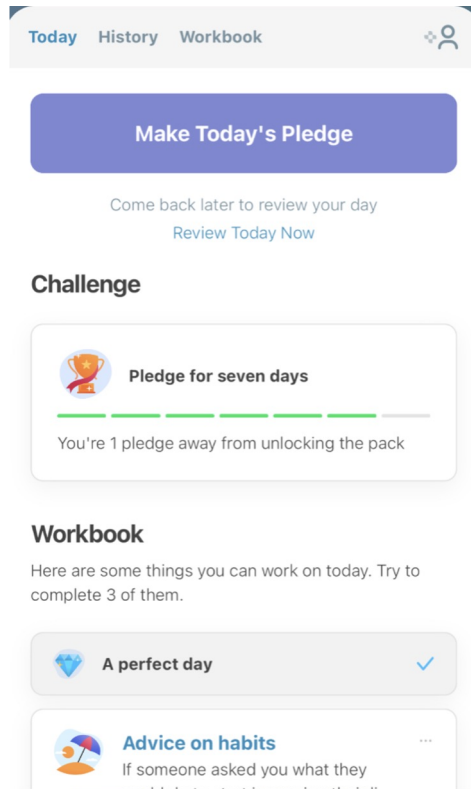 Today History Workbook
Make Today's Pledge
Come back later to review your day
Review Today Now
Challenge
Pledge for seven days
You're 1 pledge away from unlocking the pack
Workbook
Here are some things you can work on today. Try to
complete 3 of them.
A perfect day
Advice on habits
If someone asked you what they